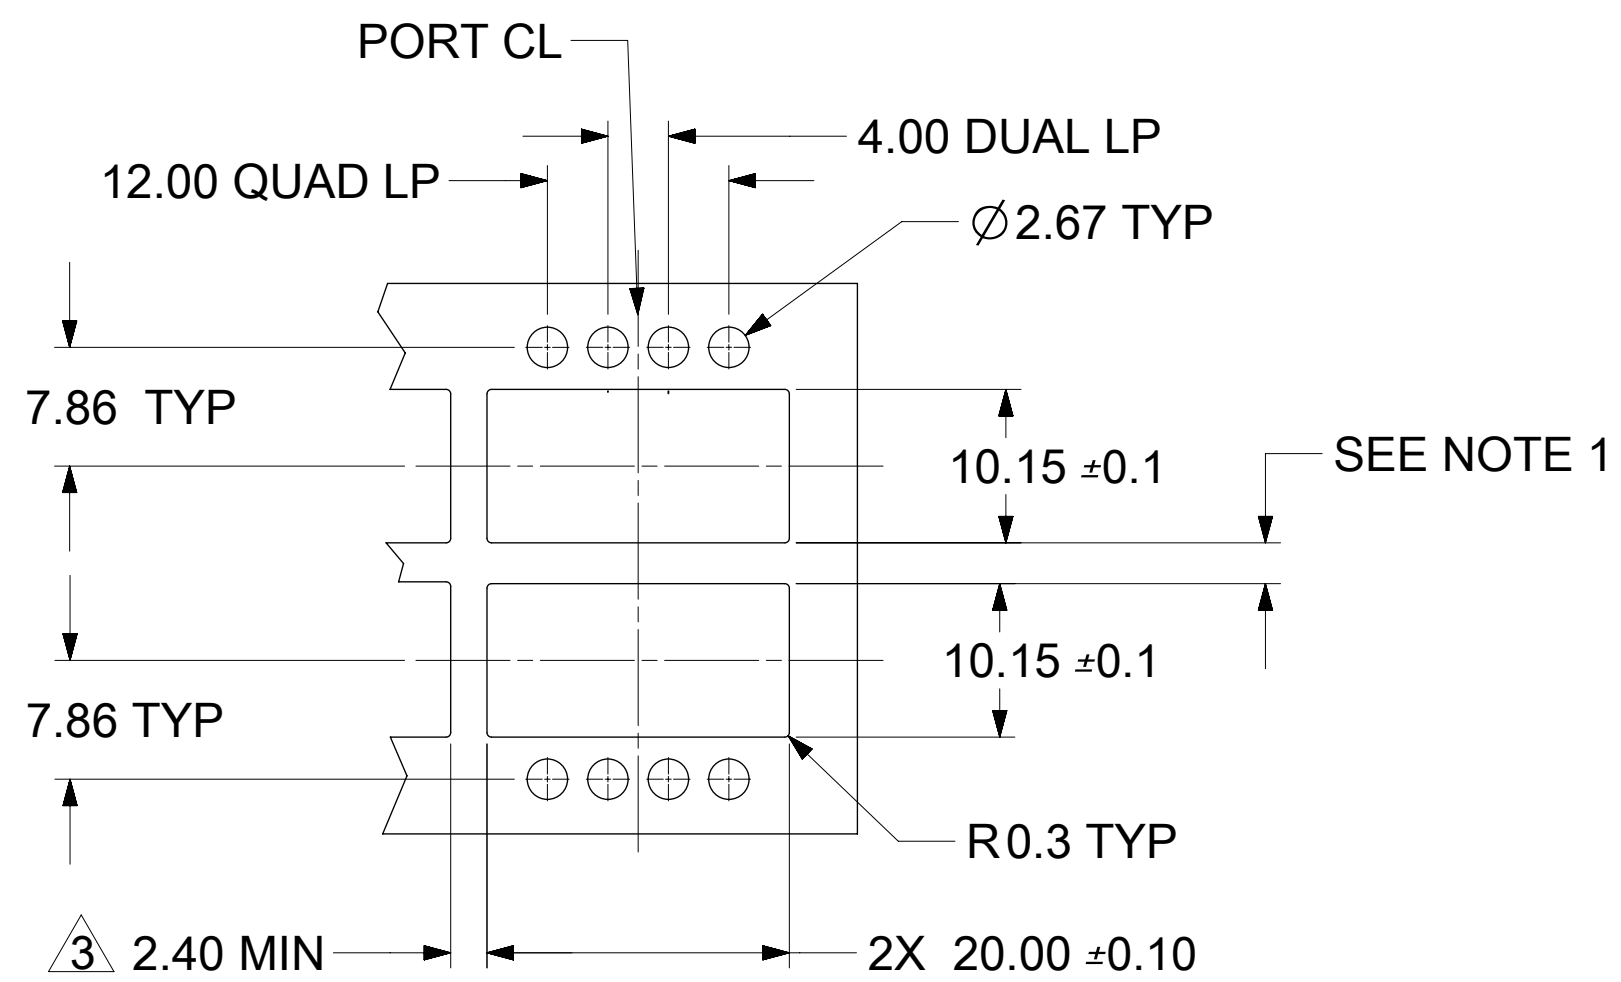 PORT CL
4.00 DUAL LP
12.00 QUAD LP
⌀2.67 TYP
7.86 TYP
10.15 ±0.1
SEE NOTE 1
10.15 ±0.1
7.86 TYP
R0.3 TYP
3 2.40 MIN
2X 20.00 ±0.10